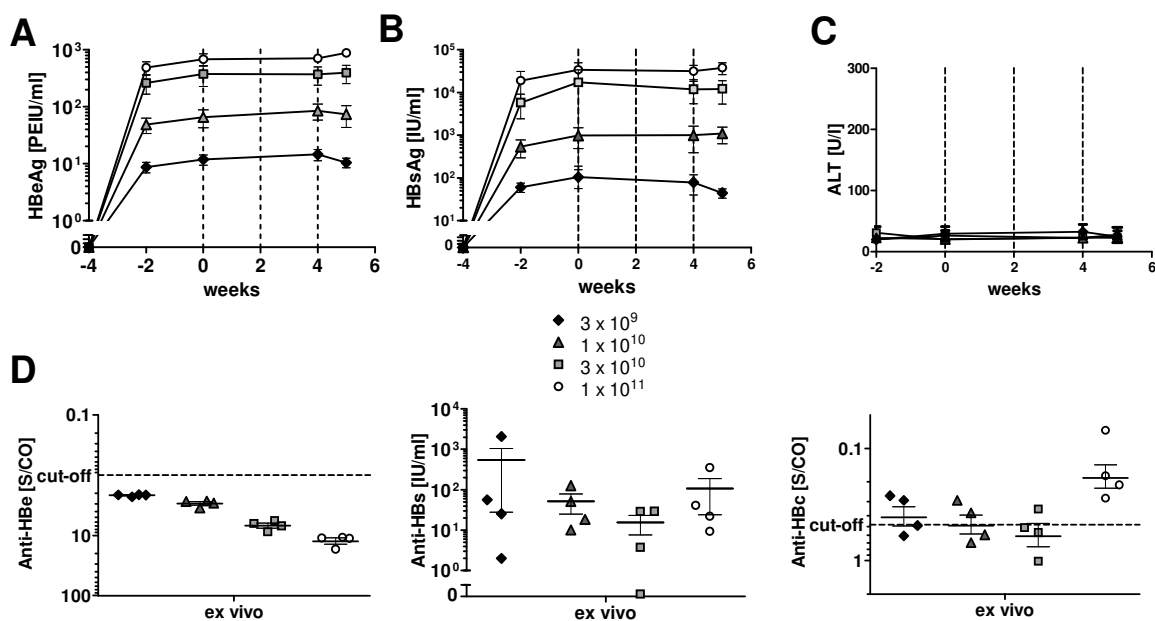 A
HBeAg [PEIU/ml]
10³
10²
10¹
10⁰
0
-4 -2 0 2 4 6
weeks
B
HBsAg [IU/ml]
10⁵
10⁴
10³
10²
10¹
0
-4 -2 0 2 4 6
weeks
C
ALT [U/l]
300
200
100
0
-2 0 2 4 6
weeks
3 x 10⁹
1 x 10¹⁰
3 x 10¹⁰
1 x 10¹¹
D
Anti-HBe [S/CO]
0.1
cut-off
10
100
ex vivo
Anti-HBs [IU/ml]
10⁴
10³
10²
10¹
10⁰
0
ex vivo
Anti-HBc [S/CO]
0.1
cut-off
1
ex vivo